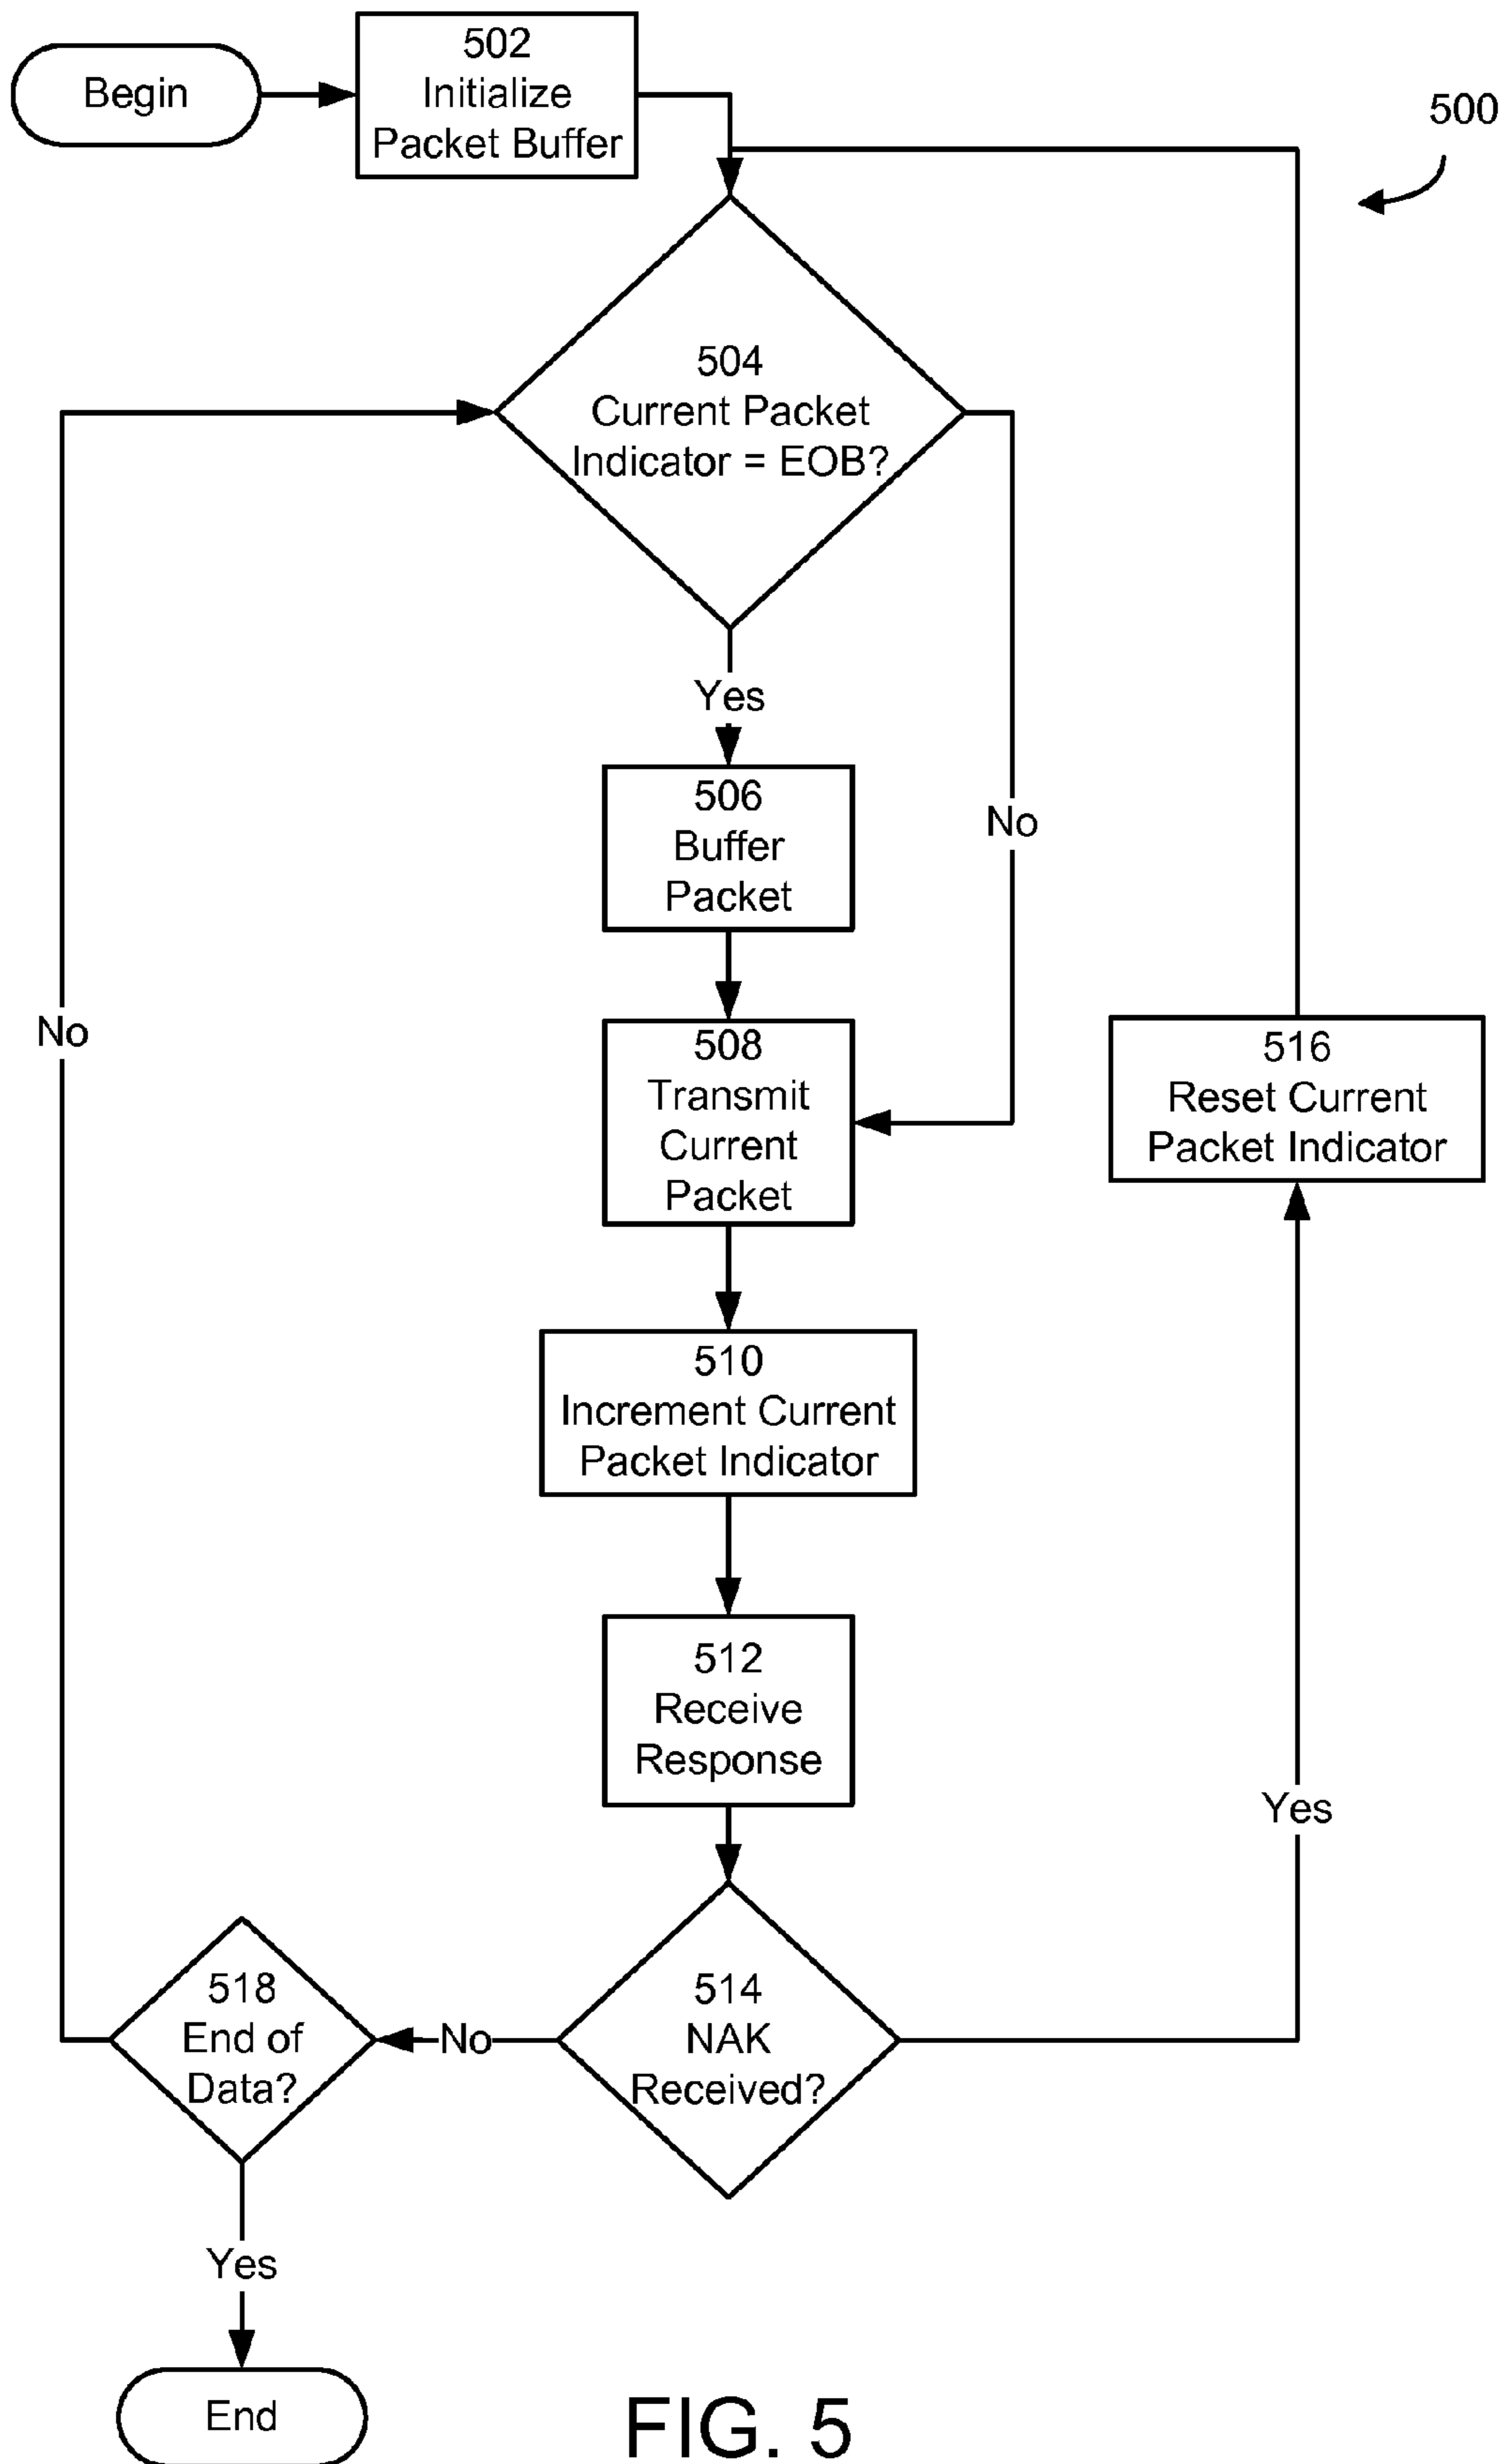 Begin
502
Initialize
Packet Buffer
500
504
Current Packet
Indicator = EOB?
Yes
506
Buffer
Packet
No
508
Transmit
Current
Packet
No
516
Reset Current
Packet Indicator
510
Increment Current
Packet Indicator
512
Receive
Response
Yes
514
NAK
Received?
No
518
End of
Data?
Yes
End
FIG. 5